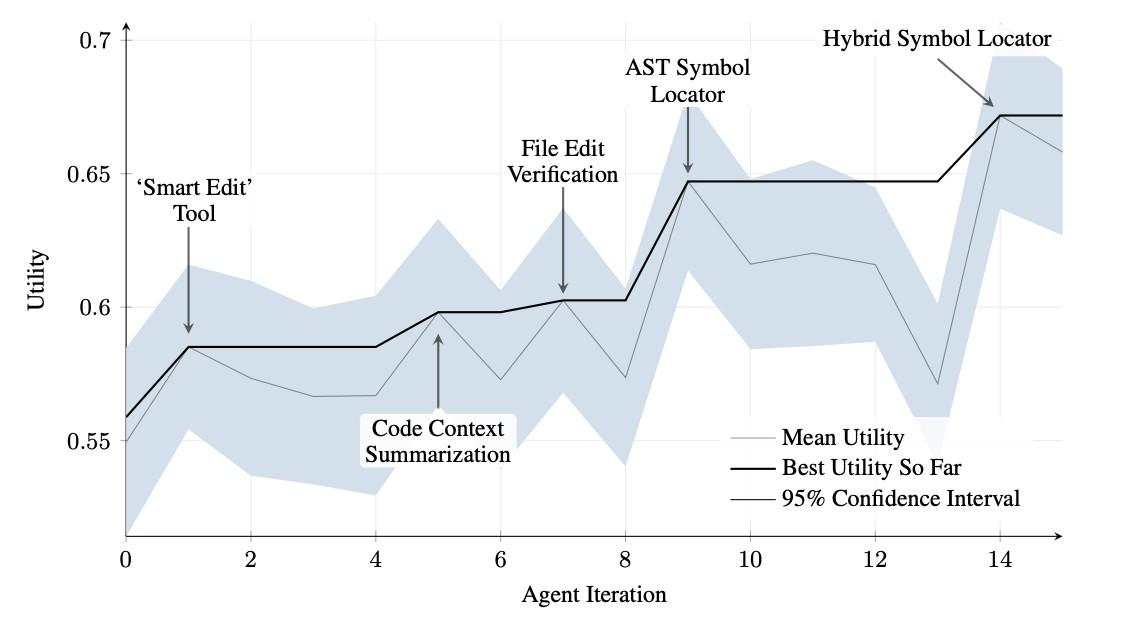 0.7
0.65
0.6
0.55
Utility
0
2
4
6
8
10
12
14
Agent Iteration
‘Smart Edit’
Tool
Code Context
Summarization
File Edit
Verification
AST Symbol
Locator
Hybrid Symbol Locator
Mean Utility
Best Utility So Far
95% Confidence Interval